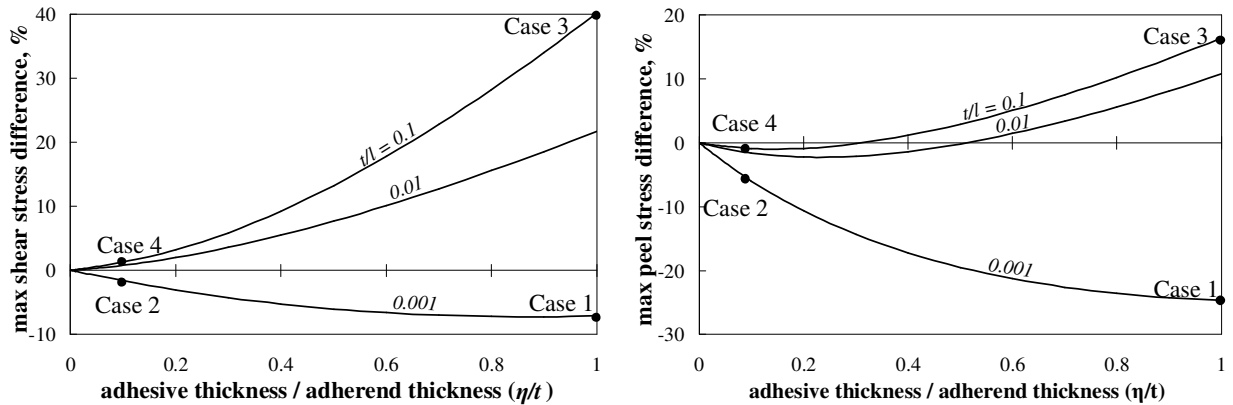 max shear stress difference, %
40
30
20
10
0
-10
Case 3
t/l = 0.1
0.01
Case 4
Case 2
0.001
Case 1
0 0.2 0.4 0.6 0.8 1
adhesive thickness / adherend thickness (η/t)
max peel stress difference, %
20
10
0
-10
-20
-30
Case 3
t/l = 0.1
0.01
Case 4
Case 2
0.001
Case 1
0 0.2 0.4 0.6 0.8 1
adhesive thickness / adherend thickness (η/t)